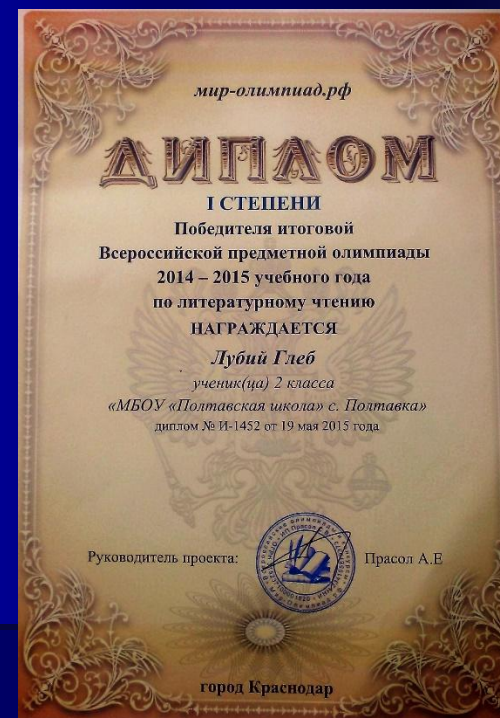 мир-олимпиад.рф
ДИПЛОМ
I СТЕПЕНИ
Победителя итоговой
Всероссийской предметной олимпиады
2014 – 2015 учебного года
по литературному чтению
НАГРАЖДАЕТСЯ
Лубий Глеб
ученик(ца) 2 класса
«МБОУ «Полтавская школа» с. Полтавка»
диплом № И-1452 от 19 мая 2015 года
Руководитель проекта: Прасол А.Е
город Краснодар